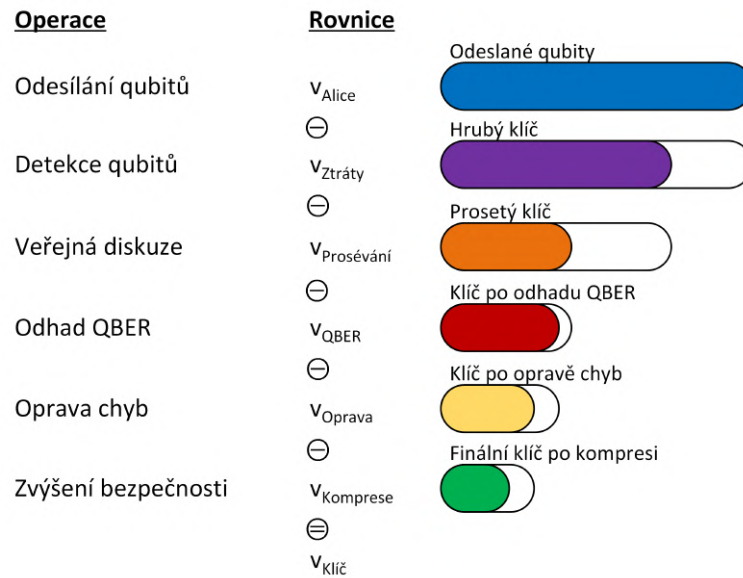 Operace Rovnice
Odeslané qubity
Odesílání qubitů vAlice
⊖
Hrubý klíč
Detekce qubitů vZtráty
⊖
Prosetý klíč
Veřejná diskuze vProsévání
⊖
Klíč po odhadu QBER
Odhad QBER vQBER
⊖
Klíč po opravě chyb
Oprava chyb vOprava
⊖
Finální klíč po kompresi
Zvýšení bezpečnosti vKomprese
⊜
vKlíč